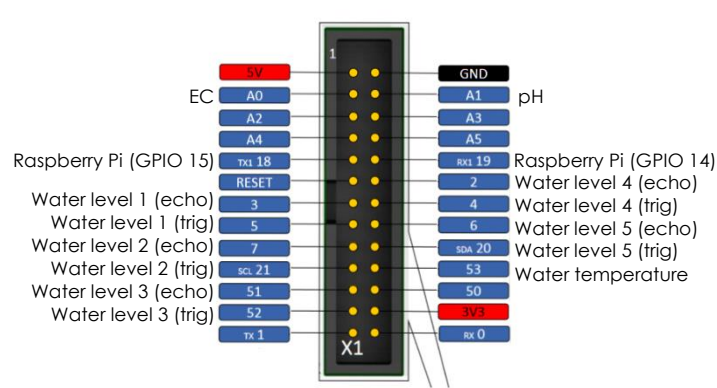 1
5V GND
EC A0 A1 pH
A2 A3
A4 A5
Raspberry Pi (GPIO 15) TX1 18 RX1 19 Raspberry Pi (GPIO 14)
RESET 2 Water level 4 (echo)
Water level 1 (echo) 3 4 Water level 4 (trig)
Water level 1 (trig) 5 6 Water level 5 (echo)
Water level 2 (echo) 7 SDA 20 Water level 5 (trig)
Water level 2 (trig) SCL 21 53 Water temperature
Water level 3 (echo) 51 50
Water level 3 (trig) 52 3V3
TX 1 RX 0
X1